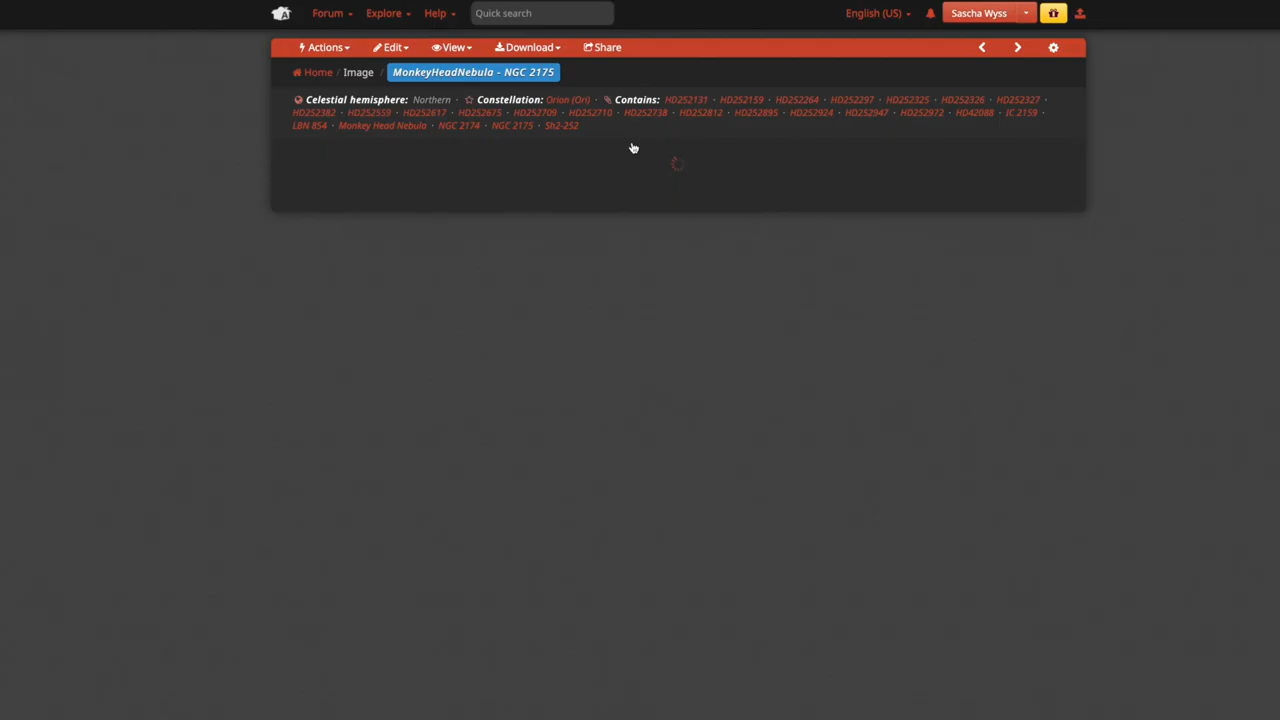 Forum Explore Help Quick search English (US) Sascha Wyss
Actions Edit View Download Share
Home / Image / MonkeyHeadNebula - NGC 2175
Celestial hemisphere: Northern · Constellation: Orion (Ori) · Contains: HD252131 · HD252159 · HD252264 · HD252297 · HD252325 · HD252326 · HD252327 ·
HD252382 · HD252559 · HD252617 · HD252675 · HD252709 · HD252710 · HD252738 · HD252812 · HD252895 · HD252924 · HD252947 · HD252972 · HD42088 · IC 2159 ·
LBN 854 · Monkey Head Nebula · NGC 2174 · NGC 2175 · Sh2-252